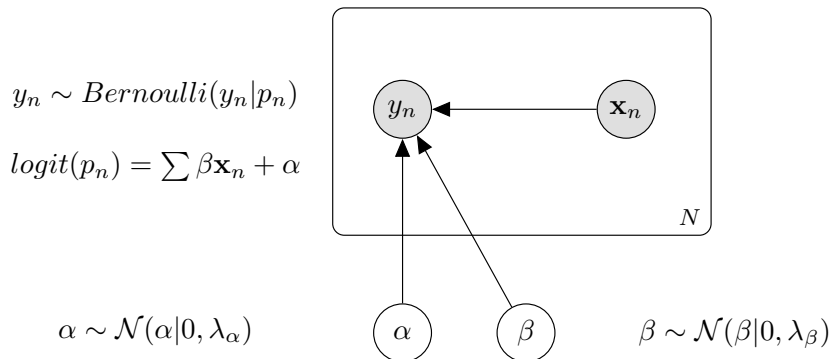 y_n ∼ Bernoulli(y_n|p_n)
y_n
𝐱_n
logit(p_n) = ∑ β𝐱_n + α
N
α ∼ 𝒩(α|0, λ_α)
α
β
β ∼ 𝒩(β|0, λ_β)